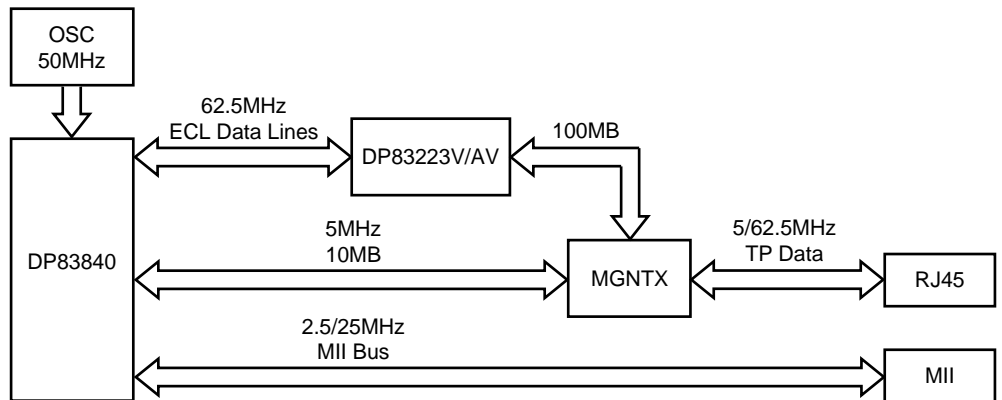 OSC
50MHz
62.5MHz
ECL Data Lines
DP83223V/AV
100MB
DP83840
5MHz
10MB
MGNTX
5/62.5MHz
TP Data
RJ45
2.5/25MHz
MII Bus
MII